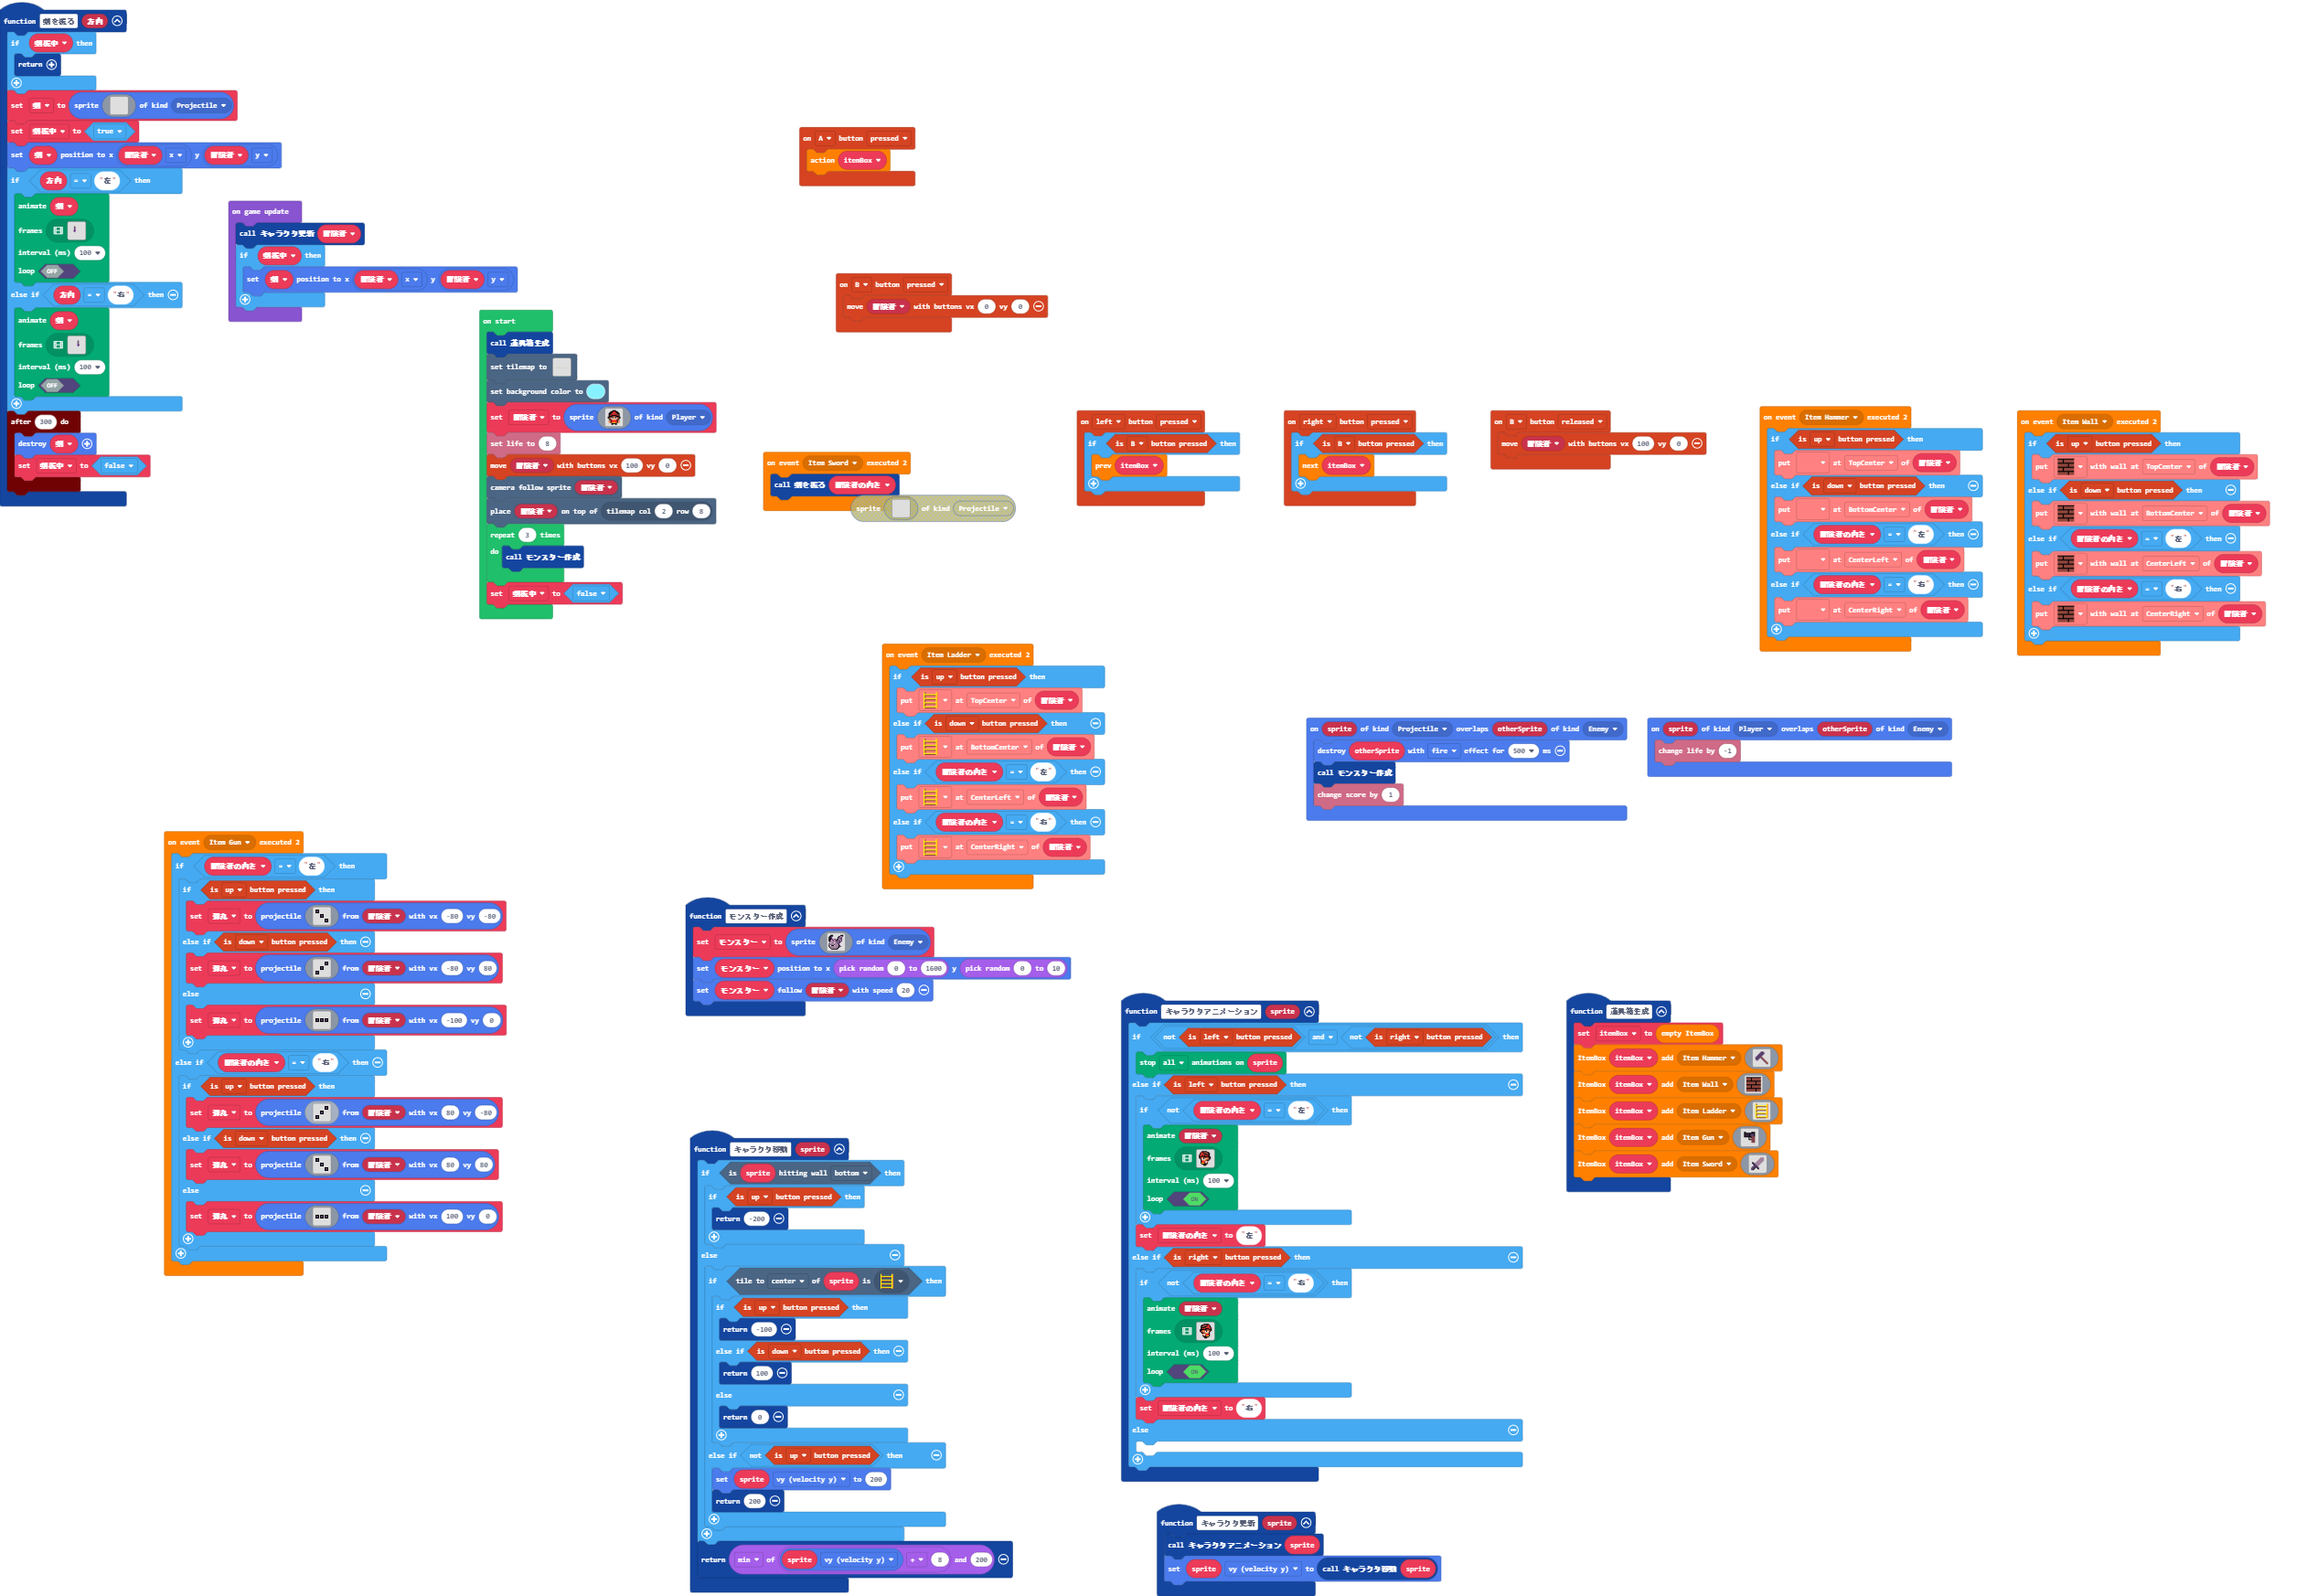 function 剣を振る 方向
if 剣振中 then
return
set 剣 to sprite of kind Projectile
set 剣振中 to true
set 剣 position to x 冒険者 x y 冒険者 y
if 方向 = "左" then
animate 剣
frames
interval (ms) 100
loop OFF
else if 方向 = "右" then
animate 剣
frames
interval (ms) 100
loop OFF
after 300 do
destroy 剣
set 剣振中 to false
on game update
call キャラクタ更新 冒険者
if 剣振中 then
set 剣 position to x 冒険者 x y 冒険者 y
on start
call 道具箱生成
set tilemap to
set background color to
set 冒険者 to sprite of kind Player
set life to 8
move 冒険者 with buttons vx 100 vy 0
camera follow sprite 冒険者
place 冒険者 on top of tilemap col 2 row 8
repeat 3 times
do call モンスター作成
set 剣振中 to false
on A button pressed
action itemBox
on B button pressed
move 冒険者 with buttons vx 0 vy 0
on event Item Sword executed 2
call 剣を振る 冒険者の向き
sprite of kind Projectile
on left button pressed
if is B button pressed then
prev itemBox
on right button pressed
if is B button pressed then
next itemBox
on B button released
move 冒険者 with buttons vx 100 vy 0
on event Item Hammer executed 2
if is up button pressed then
put at TopCenter of 冒険者
else if is down button pressed then
put at BottomCenter of 冒険者
else if 冒険者の向き = "左" then
put at CenterLeft of 冒険者
else if 冒険者の向き = "右" then
put at CenterRight of 冒険者
on event Item Wall executed 2
if is up button pressed then
put with wall at TopCenter of 冒険者
else if is down button pressed then
put with wall at BottomCenter of 冒険者
else if 冒険者の向き = "左" then
put with wall at CenterLeft of 冒険者
else if 冒険者の向き = "右" then
put with wall at CenterRight of 冒険者
on event Item Ladder executed 2
if is up button pressed then
put at TopCenter of 冒険者
else if is down button pressed then
put at BottomCenter of 冒険者
else if 冒険者の向き = "左" then
put at CenterLeft of 冒険者
else if 冒険者の向き = "右" then
put at CenterRight of 冒険者
on sprite of kind Projectile overlaps otherSprite of kind Enemy
destroy otherSprite with fire effect for 500 ms
call モンスター作成
change score by 1
on sprite of kind Player overlaps otherSprite of kind Enemy
change life by -1
on event Item Gun executed 2
if 冒険者の向き = "左" then
if is up button pressed then
set 弾丸 to projectile from 冒険者 with vx -80 vy -80
else if is down button pressed then
set 弾丸 to projectile from 冒険者 with vx -80 vy 80
else
set 弾丸 to projectile from 冒険者 with vx -100 vy 0
else if 冒険者の向き = "右" then
if is up button pressed then
set 弾丸 to projectile from 冒険者 with vx 80 vy -80
else if is down button pressed then
set 弾丸 to projectile from 冒険者 with vx 80 vy 80
else
set 弾丸 to projectile from 冒険者 with vx 100 vy 0
function モンスター作成
set モンスター to sprite of kind Enemy
set モンスター position to x pick random 0 to 1600 y pick random 0 to 10
set モンスター follow 冒険者 with speed 20
function キャラクタ移動 sprite
if is sprite hitting wall bottom then
if is up button pressed then
return -200
else
if tile to center of sprite is then
if is up button pressed then
return -100
else if is down button pressed then
return 100
else
return 0
else if not is up button pressed then
set sprite vy (velocity y) to 200
return 200
return min of sprite vy (velocity y) + 8 and 200
function キャラクタアニメーション sprite
if not is left button pressed and not is right button pressed then
stop all animations on sprite
else if is left button pressed then
if not 冒険者の向き = "左" then
animate 冒険者
frames
interval (ms) 100
loop ON
set 冒険者の向き to "左"
else if is right button pressed then
if not 冒険者の向き = "右" then
animate 冒険者
frames
interval (ms) 100
loop ON
set 冒険者の向き to "右"
else
function キャラクタ更新 sprite
call キャラクタアニメーション sprite
set sprite vy (velocity y) to call キャラクタ移動 sprite
function 道具箱生成
set itemBox to empty ItemBox
ItemBox itemBox add Item Hammer
ItemBox itemBox add Item Wall
ItemBox itemBox add Item Ladder
ItemBox itemBox add Item Gun
ItemBox itemBox add Item Sword